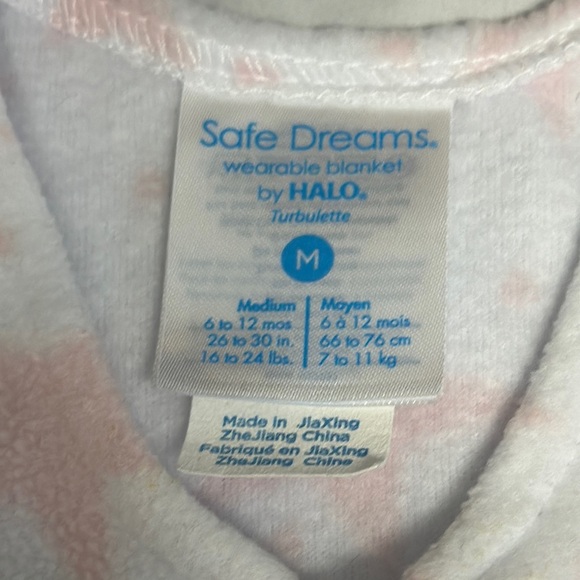 Safe Dreams®
wearable blanket
by HALO®
Turbulette
M
Medium | Moyen
6 to 12 mos | 6 à 12 mois
26 to 30 in. | 66 to 76 cm
16 to 24 lbs. | 7 to 11 kg
Made in JiaXing
ZheJiang China
Fabriqué en JiaXing
ZheJiang Chine